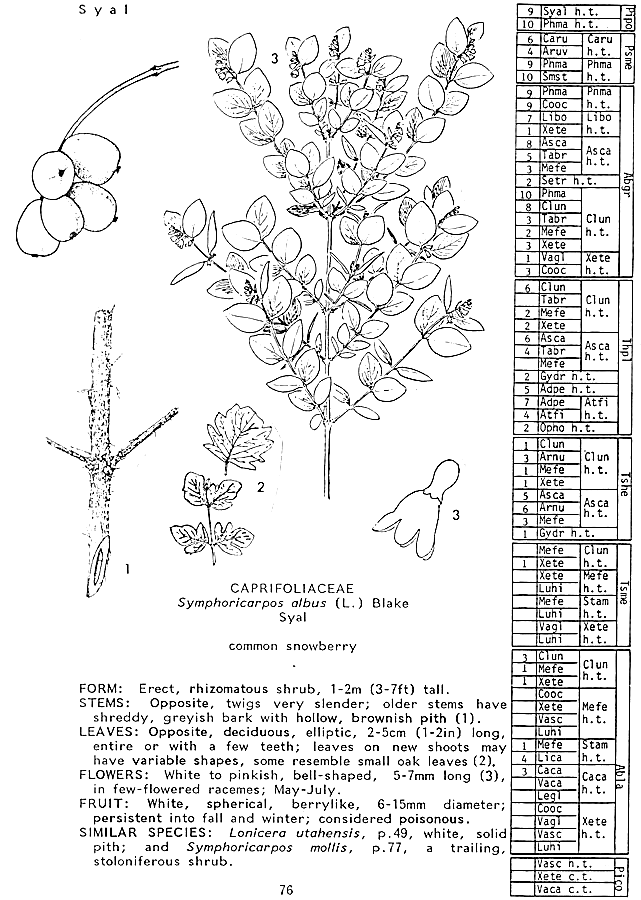 Syal
3
2
1
3
CAPRIFOLIACEAE
Symphoricarpos albus (L.) Blake
Syal
common snowberry
FORM: Erect, rhizomatous shrub, 1-2m (3-7ft) tall.
STEMS: Opposite, twigs very slender; older stems have
shreddy, greyish bark with hollow, brownish pith (1).
LEAVES: Opposite, deciduous, elliptic, 2-5cm (1-2in) long,
entire or with a few teeth; leaves on new shoots may
have variable shapes, some resemble small oak leaves (2).
FLOWERS: White to pinkish, bell-shaped, 5-7mm long (3),
in few-flowered racemes; May-July.
FRUIT: White, spherical, berrylike, 6-15mm diameter;
persistent into fall and winter; considered poisonous.
SIMILAR SPECIES: Lonicera utahensis, p.49, white, solid
pith; and Symphoricarpos mollis, p.77, a trailing,
stoloniferous shrub.
76
9 Syal h.t.
10 Phma h.t.
Pipo
6 Caru Caru
4 Aruv h.t.
9 Phma Phma
10 Smst h.t.
Psme
9 Phma Phma
9 Cooc h.t.
7 Libo Libo
1 Xete h.t.
8 Asca
5 Tabr Asca h.t.
3 Mefe
2 Setr h.t.
10 Phma
8 Clun
3 Tabr Clun
2 Mefe h.t.
3 Xete
1 Vagl Xete
3 Cooc h.t.
Abgr
6 Clun
Tabr Clun
2 Mefe h.t.
2 Xete
6 Asca
4 Tabr Asca h.t.
Mefe
2 Gydr h.t.
5 Adpe h.t.
7 Adpe Atfi
4 Atfi h.t.
2 Opho h.t.
Thpl
1 Clun
3 Arnu Clun
1 Mefe h.t.
1 Xete
5 Asca
6 Arnu Asca h.t.
3 Mefe
1 Gydr h.t.
Tshe
Mefe Clun
1 Xete h.t.
Xete Mefe
Luhi h.t.
Mefe Stam
Luhi h.t.
Vagl Xete
Luhi h.t.
Tsme
3 Clun
1 Mefe Clun h.t.
1 Xete
Cooc
Xete Mefe
Vasc h.t.
Luhi
1 Mefe Stam
4 Lica h.t.
3 Caca
Vaca Caca h.t.
Legl
Cooc
Vagl Xete
Vasc h.t.
Luhi
Abla
Vasc h.t.
Xete c.t.
Vaca c.t.
Pico